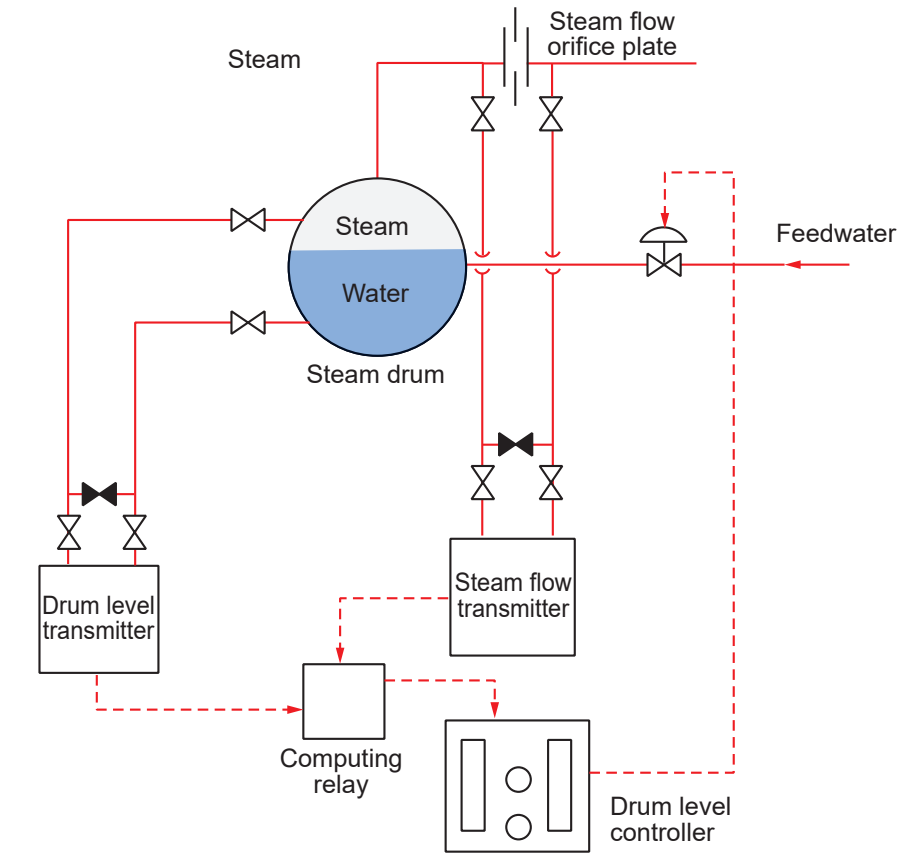 Steam flow
orifice plate
Steam
Steam
Feedwater
Water
Steam drum
Steam flow
transmitter
Drum level
transmitter
Computing
relay
Drum level
controller